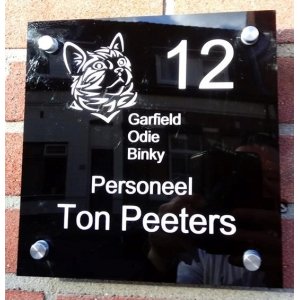 12
Garfield
Odie
Binky
Personeel
Ton Peeters